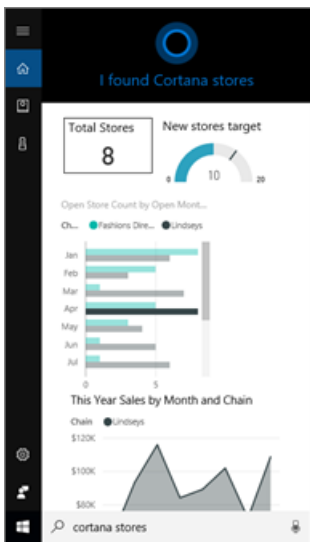 I found Cortana stores
Total Stores
8
New stores target
0
10
20
Open Store Count by Open Mont...
Ch... Fashions Dire... Lindseys
Jan
Feb
Mar
Apr
May
Jun
Jul
0 5
This Year Sales by Month and Chain
Chain Lindseys
$120K
$100K
$80K
cortana stores